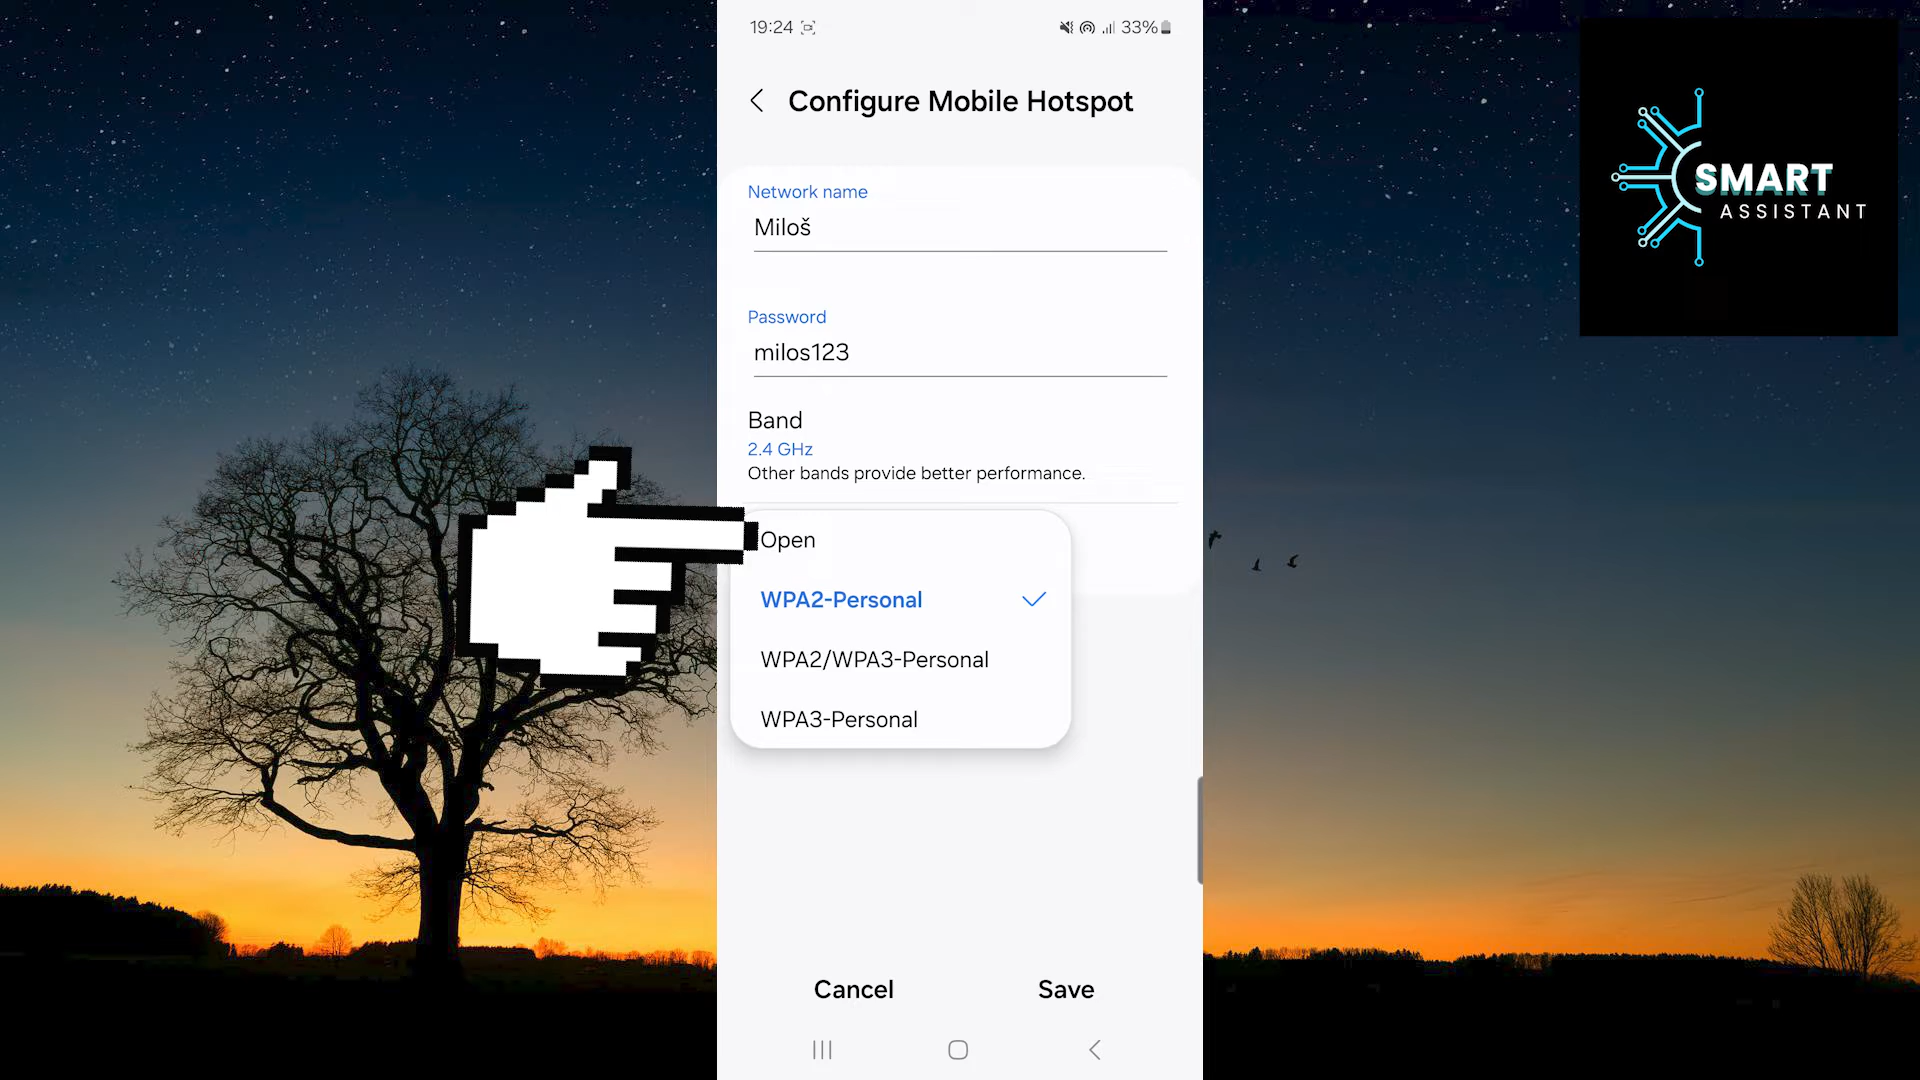 19:24
33%
Configure Mobile Hotspot
Network name
Miloš
Password
milos123
Band
2.4 GHz
Other bands provide better performance.
Open
WPA2-Personal
WPA2/WPA3-Personal
WPA3-Personal
Cancel
Save
SMART
ASSISTANT